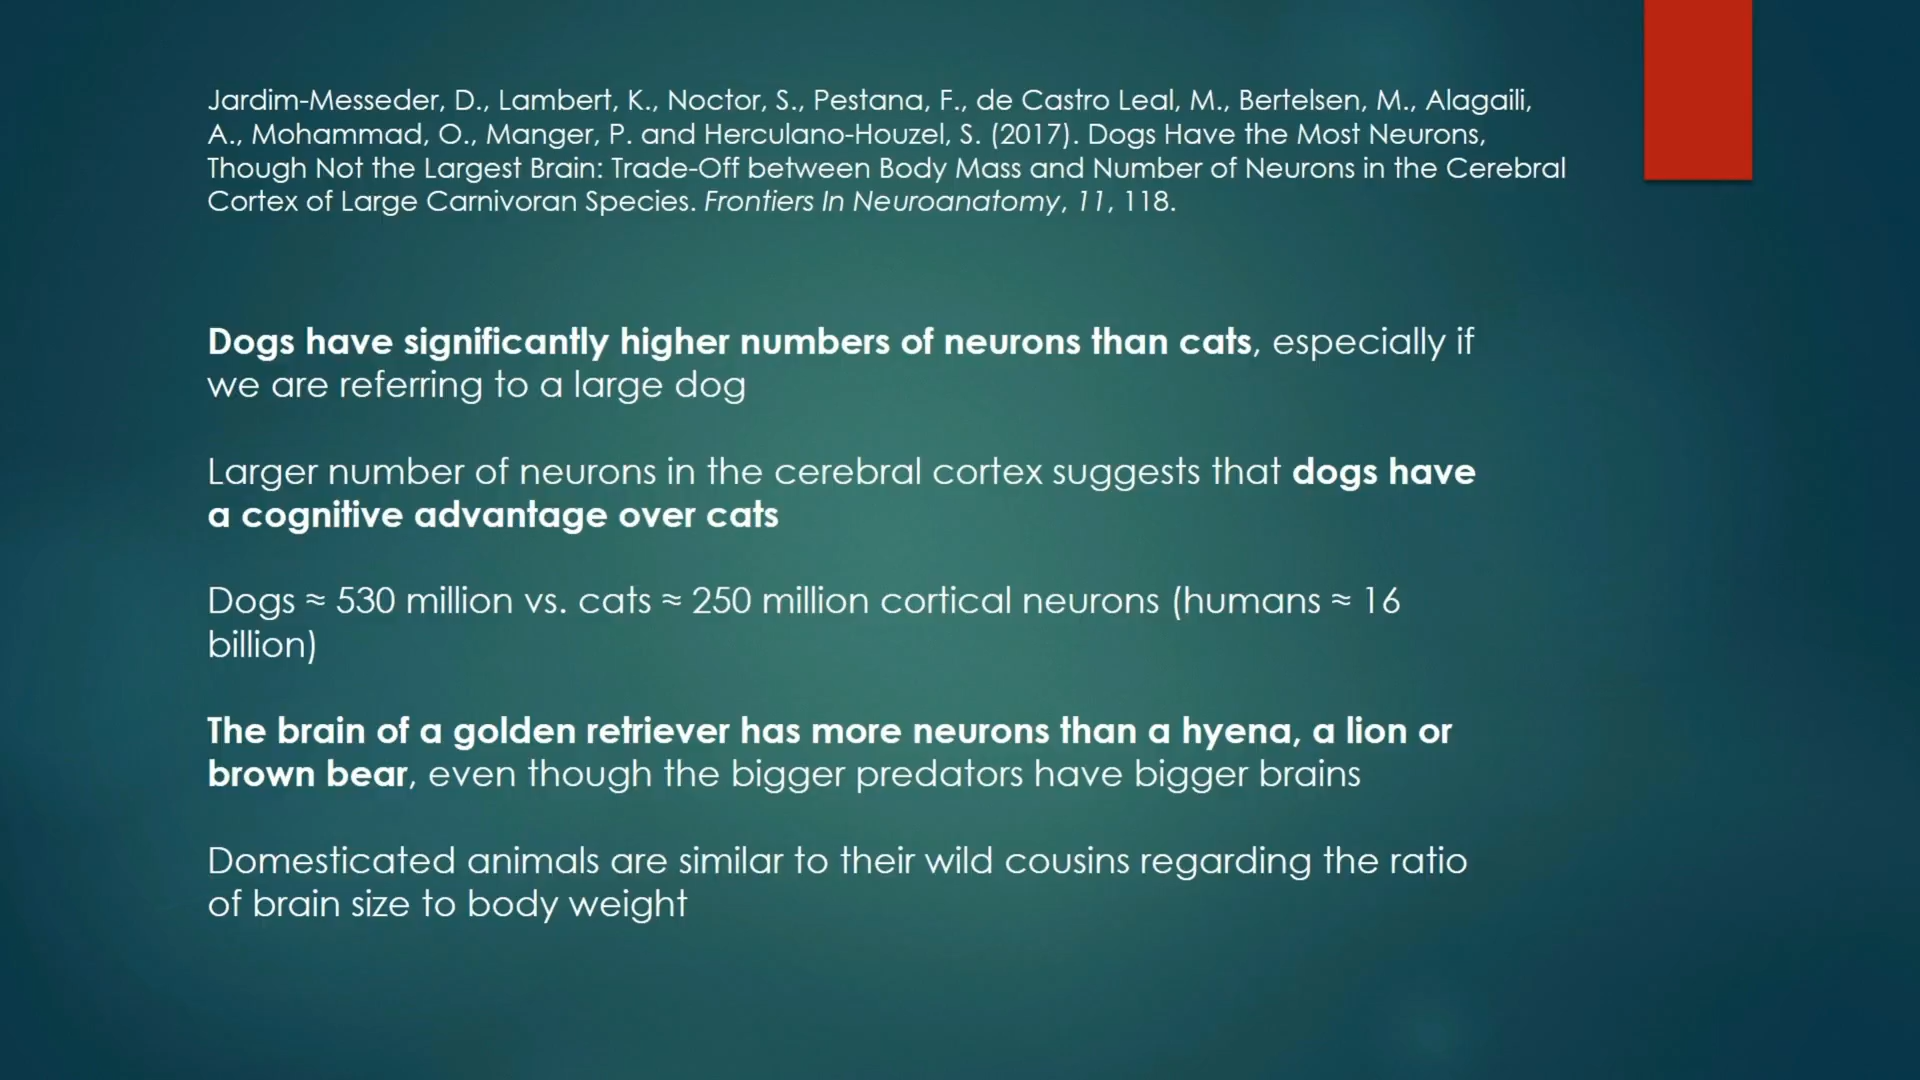 Jardim-Messeder, D., Lambert, K., Noctor, S., Pestana, F., de Castro Leal, M., Bertelsen, M., Alagaili,
A., Mohammad, O., Manger, P. and Herculano-Houzel, S. (2017). Dogs Have the Most Neurons,
Though Not the Largest Brain: Trade-Off between Body Mass and Number of Neurons in the Cerebral
Cortex of Large Carnivoran Species. Frontiers In Neuroanatomy, 11, 118.
Dogs have significantly higher numbers of neurons than cats, especially if
we are referring to a large dog
Larger number of neurons in the cerebral cortex suggests that dogs have
a cognitive advantage over cats
Dogs ≈ 530 million vs. cats ≈ 250 million cortical neurons (humans ≈ 16
billion)
The brain of a golden retriever has more neurons than a hyena, a lion or
brown bear, even though the bigger predators have bigger brains
Domesticated animals are similar to their wild cousins regarding the ratio
of brain size to body weight